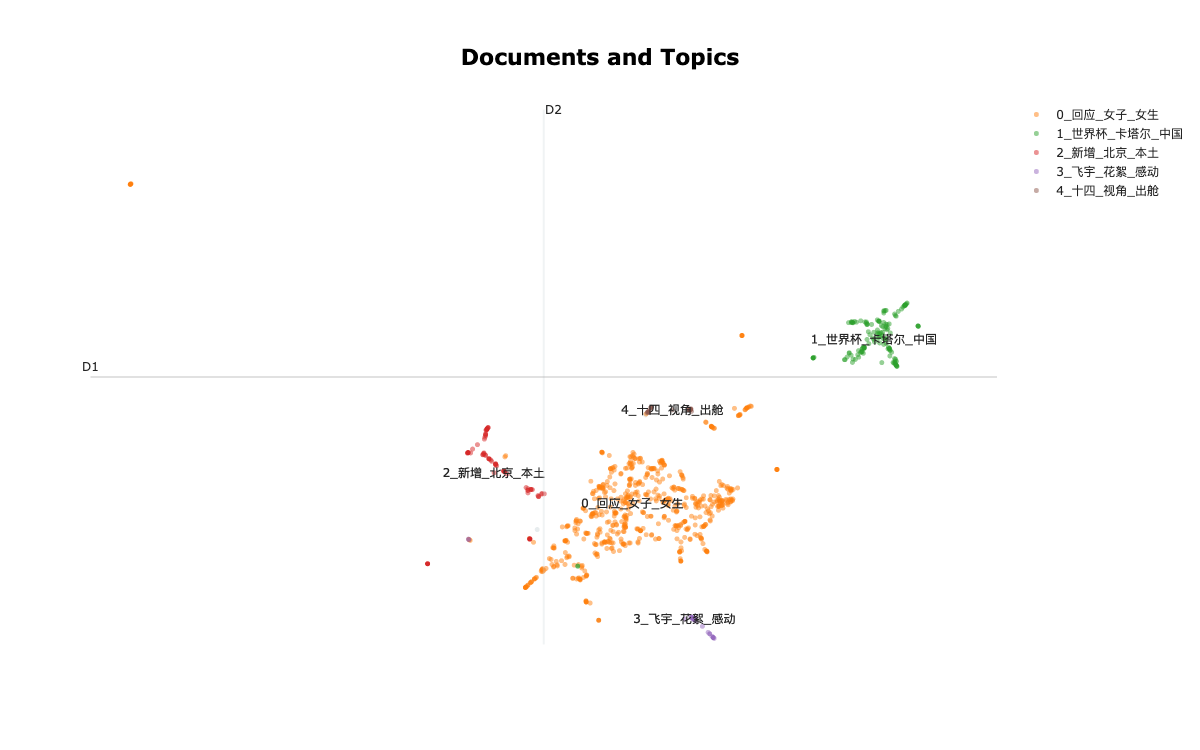 Documents and Topics
D2
0_回应_女子_女生
1_世界杯_卡塔尔_中国
2_新增_北京_本土
3_飞宇_花絮_感动
4_十四_视角_出舱
1_世界杯_卡塔尔_中国
D1
4_十四_视角_出舱
2_新增_北京_本土
0_回应_女子_女生
3_飞宇_花絮_感动